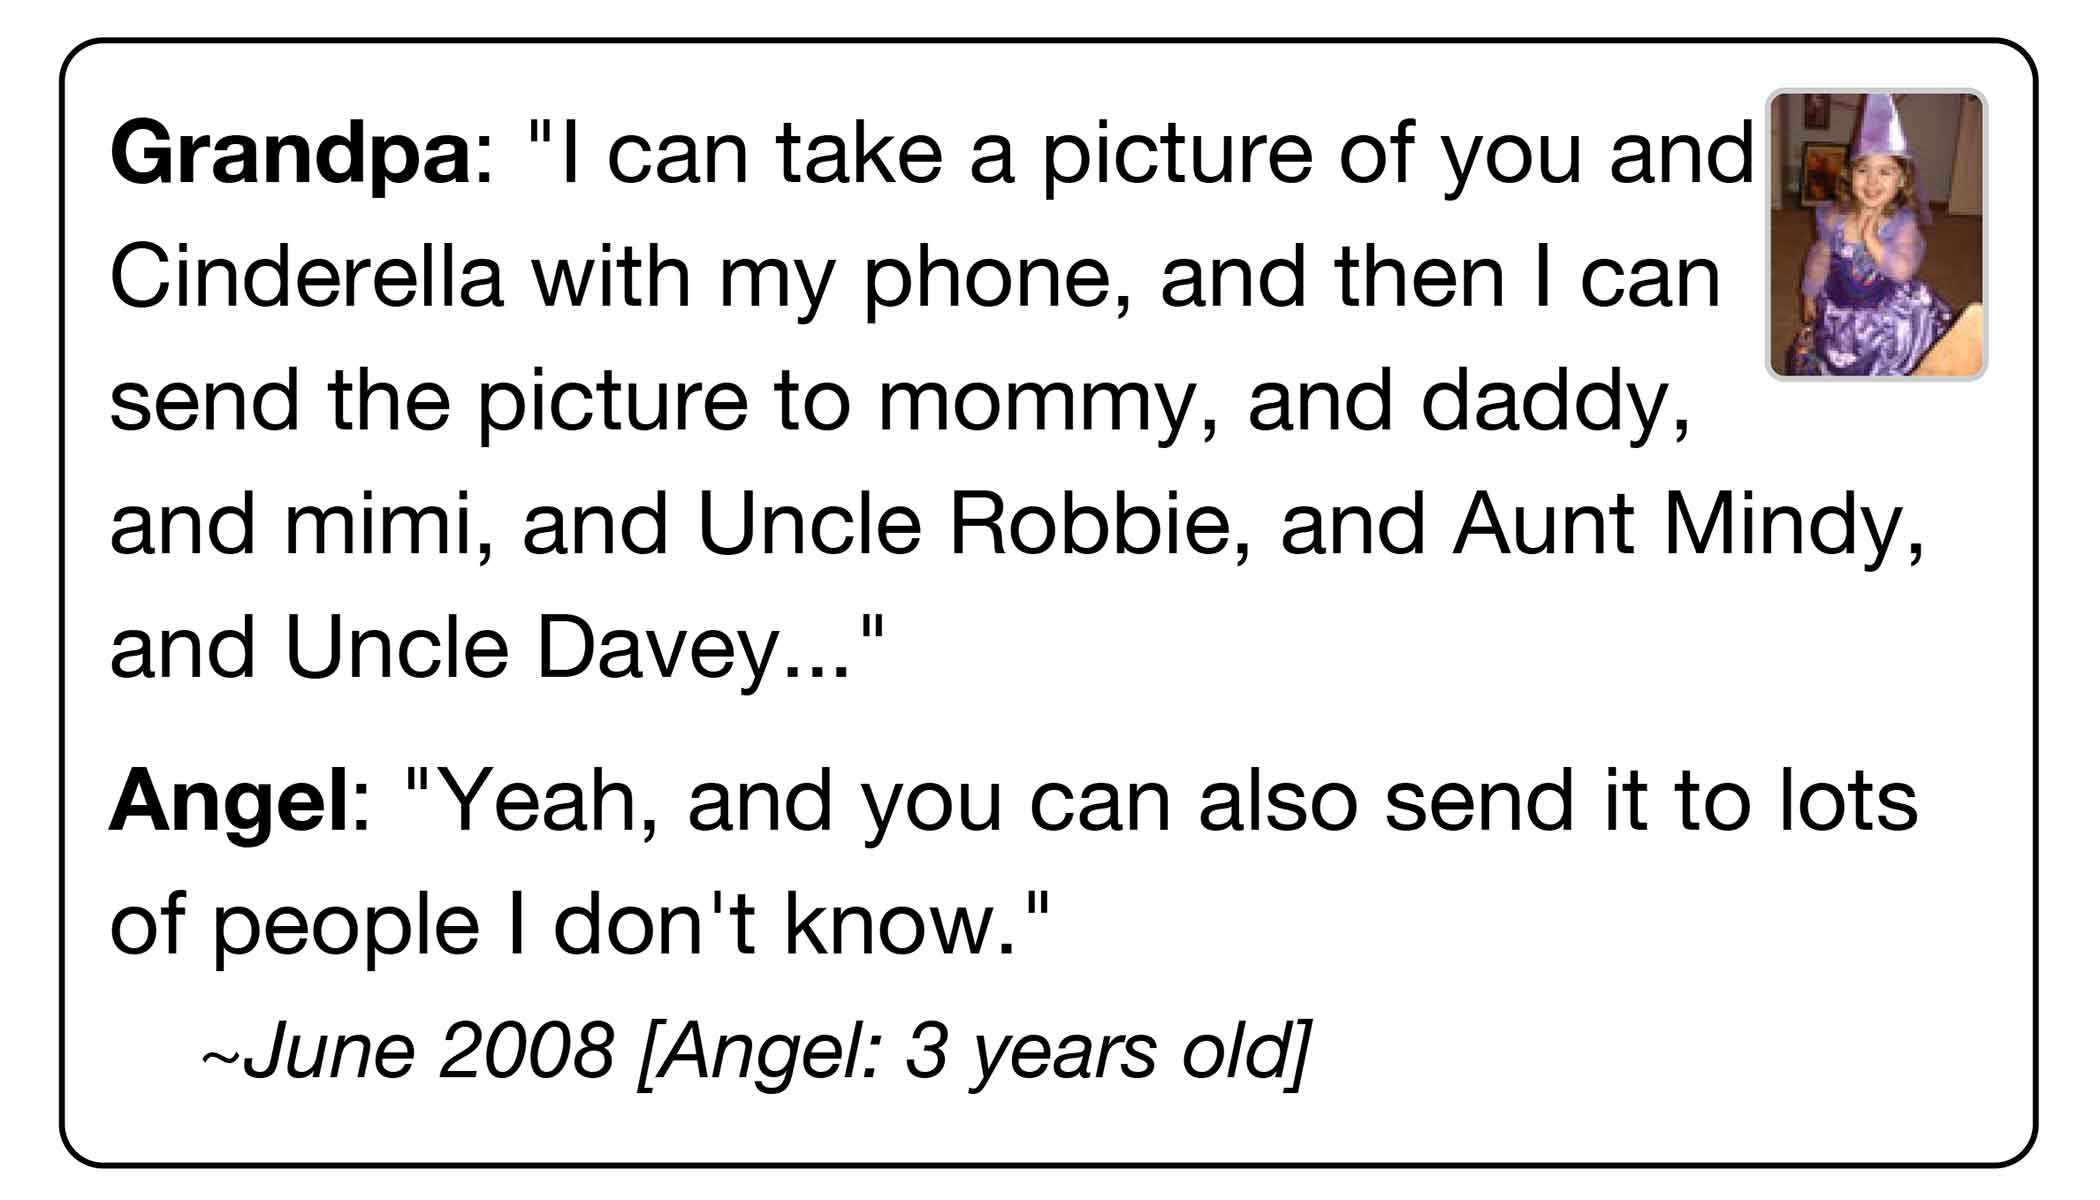 Grandpa: "I can take a picture of you and
Cinderella with my phone, and then I can
send the picture to mommy, and daddy,
and mimi, and Uncle Robbie, and Aunt Mindy,
and Uncle Davey..."
Angel: "Yeah, and you can also send it to lots
of people I don't know."
~June 2008 [Angel: 3 years old]